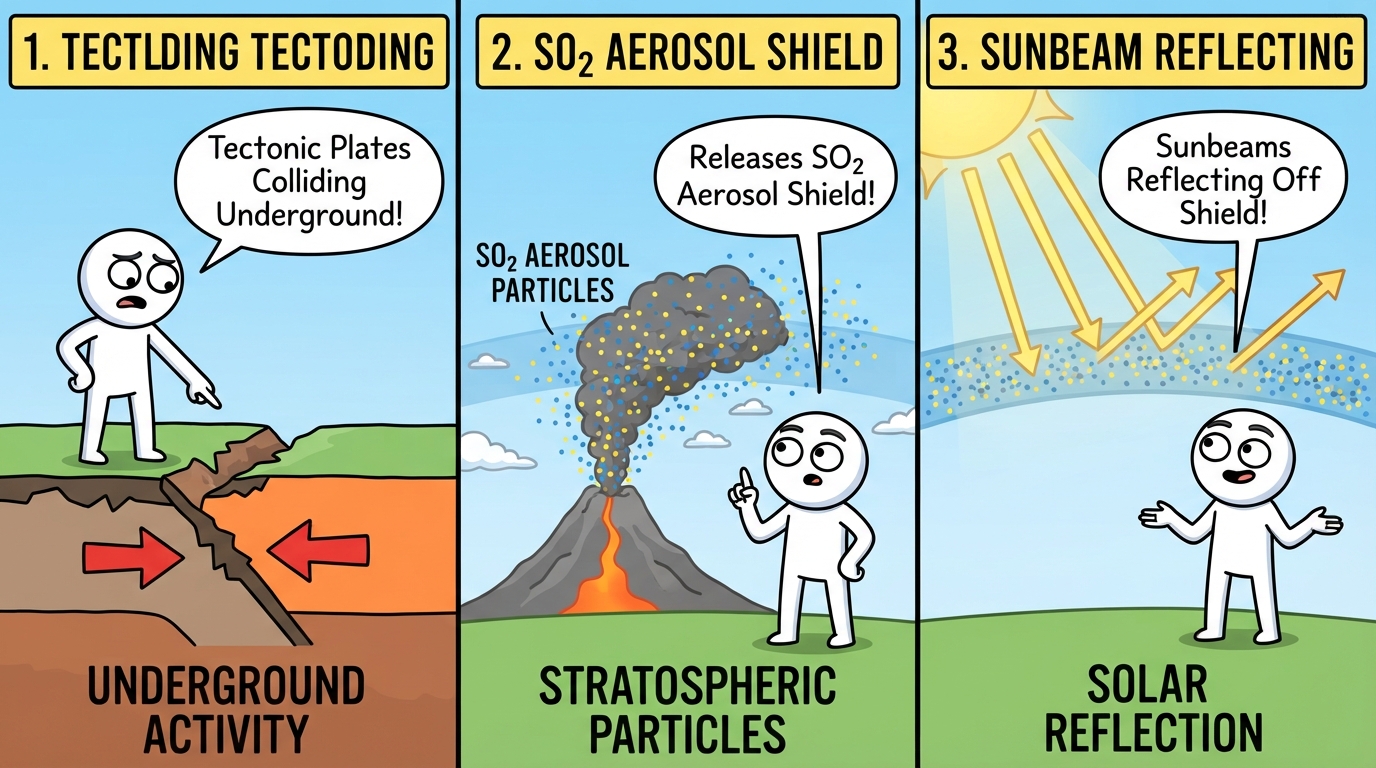 1. TECTLDING TECTODING
Tectonic Plates
Colliding
Underground!
UNDERGROUND
ACTIVITY
2. SO₂ AEROSOL SHIELD
Releases SO₂
Aerosol Shield!
SO₂ AEROSOL
PARTICLES
STRATOSPHERIC
PARTICLES
3. SUNBEAM REFLECTING
Sunbeams
Reflecting Off
Shield!
SOLAR
REFLECTION